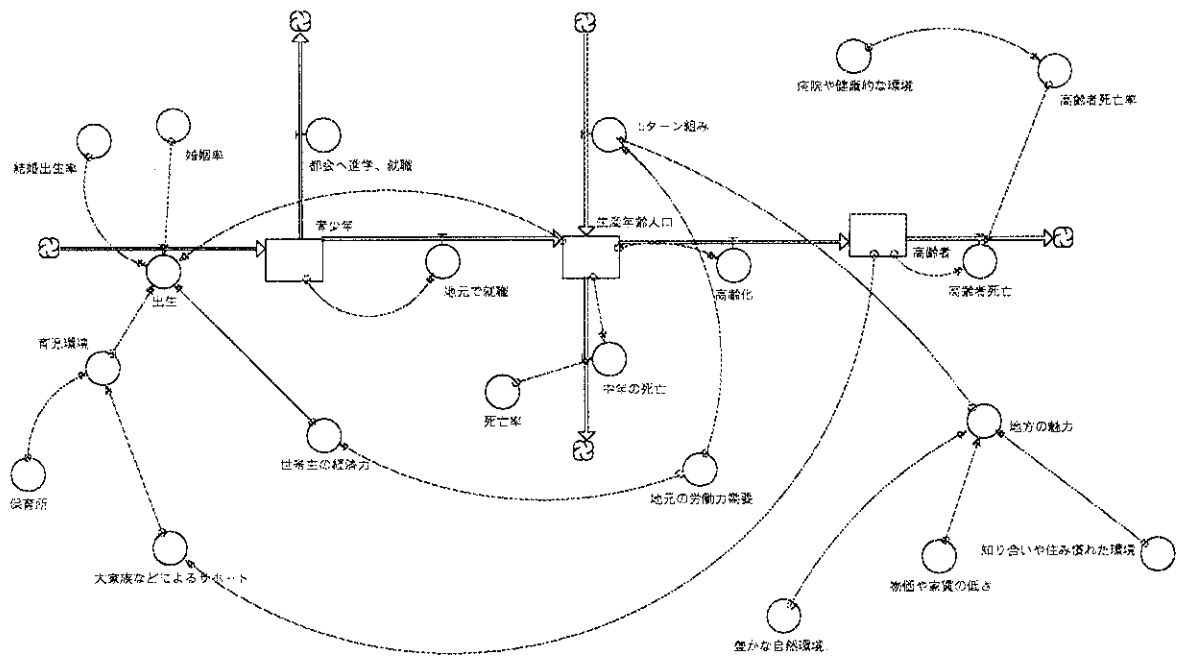 病院や健康的な環境
高齢者死亡率
Uターン組み
婚姻率
結婚出生率
都会へ進学、就職
青少年
生産年齢人口
高齢者
地元で就職
高齢化
高齢者死亡
出生
育児環境
中年の死亡
死亡率
地方の魅力
世帯主の経済力
地元の労働力需要
保育所
知り合いや住み慣れた環境
大家族などによるサポート
物価や家賃の低さ
豊かな自然環境